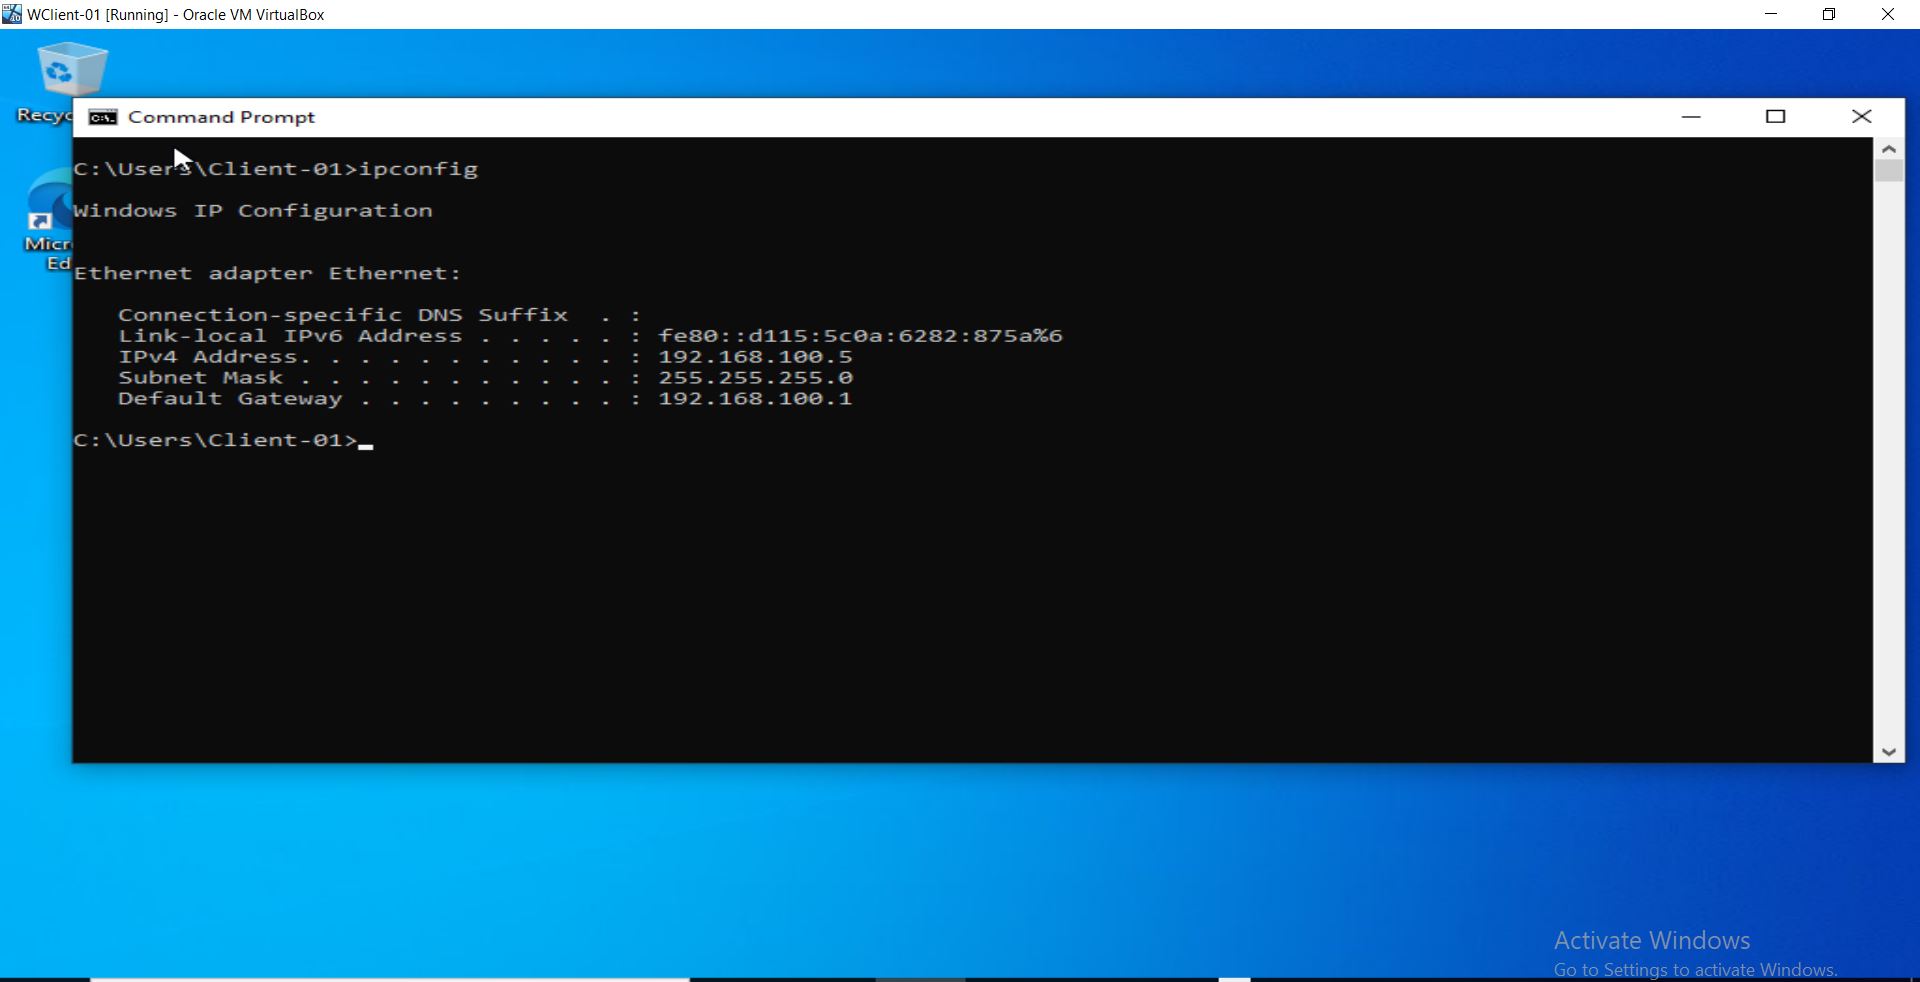 WClient-01 [Running] - Oracle VM VirtualBox
Command Prompt
C:\Users\Client-01>ipconfig
Windows IP Configuration
Ethernet adapter Ethernet:
Connection-specific DNS Suffix  . :
Link-local IPv6 Address . . . . . : fe80::d115:5c0a:6282:875a%6
IPv4 Address. . . . . . . . . . . : 192.168.100.5
Subnet Mask . . . . . . . . . . . : 255.255.255.0
Default Gateway . . . . . . . . . : 192.168.100.1
C:\Users\Client-01>
Activate Windows
Go to Settings to activate Windows.